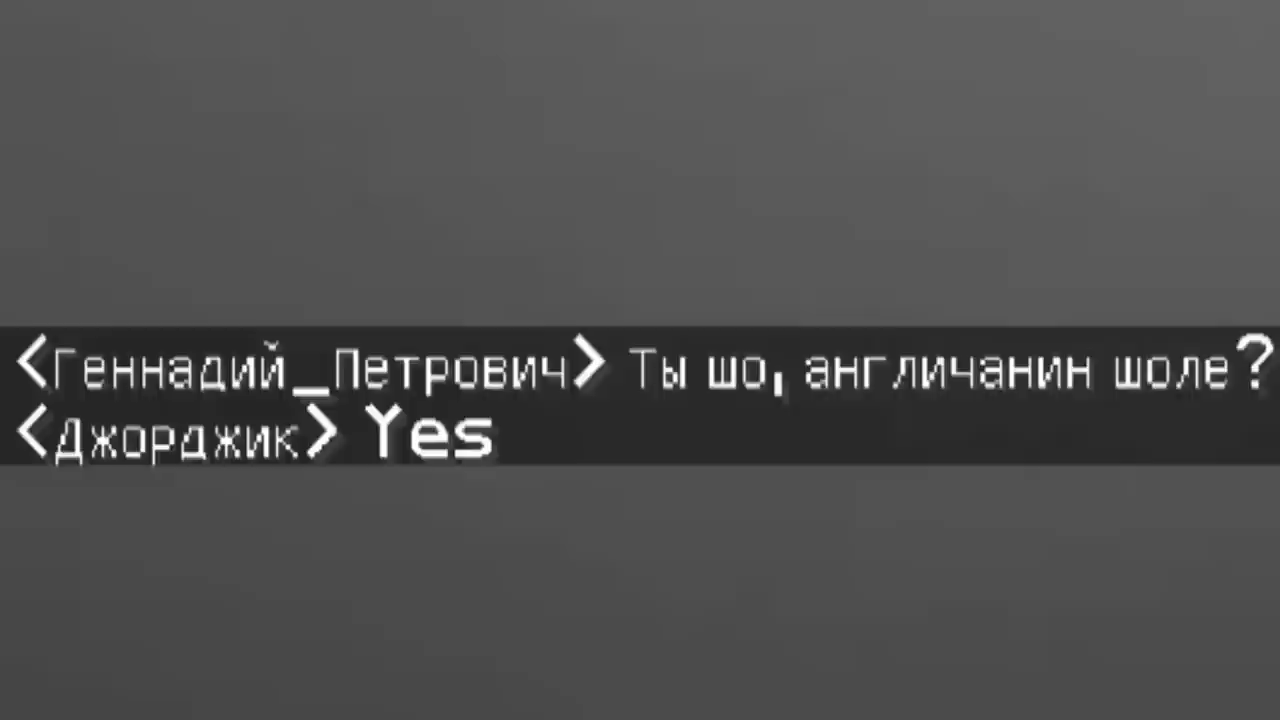 <Геннадий_Петрович> Ты шо, англичанин шоле?
<Джорджик> Yes